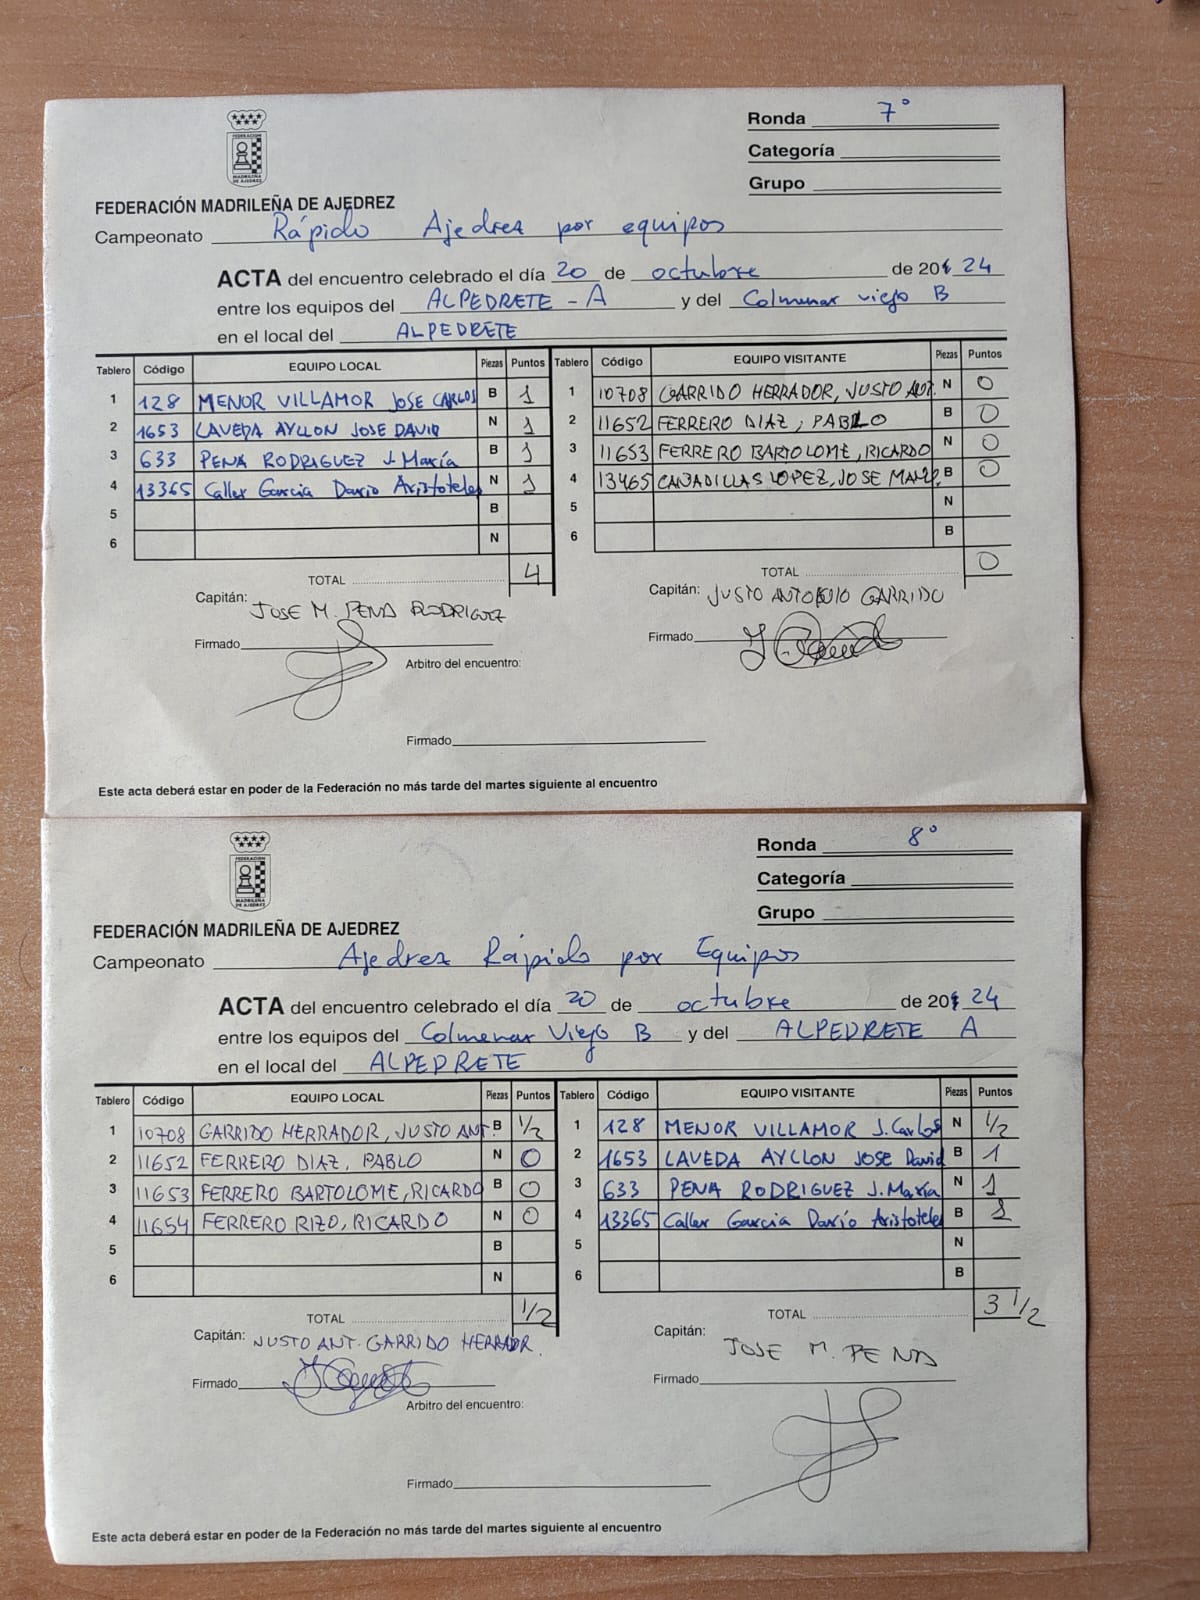 Ronda 7º
Categoría
Grupo
FEDERACIÓN MADRILEÑA DE AJEDREZ
Campeonato Rápido Ajedrez por equipos
ACTA del encuentro celebrado el día 20 de octubre de 20 24
entre los equipos del ALPEDRETE - A y del Colmenar viejo B
en el local del ALPEDRETE
Tablero Código EQUIPO LOCAL Piezas Puntos Tablero Código EQUIPO VISITANTE Piezas Puntos
1 128 MENOR VILLAMOR JOSE CARLOS B 1 1 10708 GARRIDO HERRADOR, JUSTO ANT. N 0
2 1653 LAVEDA AYLLON JOSE DAVID N 1 2 11652 FERRERO DIAZ, PABLO B 0
3 633 PENA RODRIGUEZ J. María B 1 3 11653 FERRERO BARTOLOME, RICARDO N 0
4 13365 Caller Garcia Darío Aristoteles N 1 4 13465 CAÑADILLAS LOPEZ, JOSE B 0
5 B 5 N
6 N 6 B
TOTAL 4 TOTAL 0
Capitán: JOSE M. PENA RODRIGUEZ Capitán: JUSTO ANTONIO GARRIDO
Firmado Firmado
Arbitro del encuentro:
Firmado
Este acta deberá estar en poder de la Federación no más tarde del martes siguiente al encuentro
Ronda 8º
Categoría
Grupo
FEDERACIÓN MADRILEÑA DE AJEDREZ
Campeonato Ajedrez Rápido por Equipos
ACTA del encuentro celebrado el día 20 de octubre de 20 24
entre los equipos del Colmenar Viejo B y del ALPEDRETE A
en el local del ALPEDRETE
Tablero Código EQUIPO LOCAL Piezas Puntos Tablero Código EQUIPO VISITANTE Piezas Puntos
1 10708 GARRIDO HERRADOR, JUSTO ANT. B 1/2 1 128 MENOR VILLAMOR J. Carlos N 1/2
2 11652 FERRERO DIAZ, PABLO N 0 2 1653 LAVEDA AYLLON JOSE David B 1
3 11653 FERRERO BARTOLOME, RICARDO B 0 3 633 PENA RODRIGUEZ J. María N 1
4 11654 FERRERO RIZO, RICARDO N 0 4 13365 Caller Garcia Darío Aristoteles B 1
5 B 5 N
6 N 6 B
TOTAL 1/2 TOTAL 3 1/2
Capitán: JUSTO ANT. GARRIDO HERRADOR. Capitán: JOSE M. PENA
Firmado Firmado
Arbitro del encuentro:
Firmado
Este acta deberá estar en poder de la Federación no más tarde del martes siguiente al encuentro